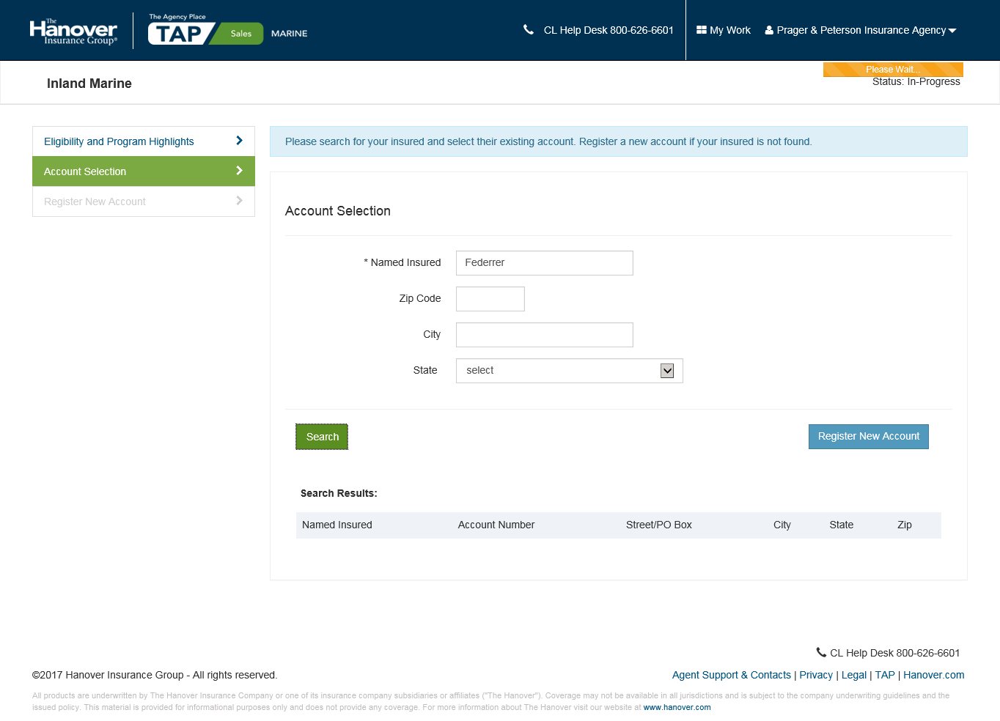 The Hanover Insurance Group®
The Agency Place
TAP Sales MARINE
CL Help Desk 800-626-6601
My Work
Prager & Peterson Insurance Agency
Inland Marine
Please Wait...
Status: In-Progress
Eligibility and Program Highlights
Account Selection
Register New Account
Please search for your insured and select their existing account. Register a new account if your insured is not found.
Account Selection
* Named Insured Federrer
Zip Code
City
State select
Search
Register New Account
Search Results:
Named Insured Account Number Street/PO Box City State Zip
CL Help Desk 800-626-6601
©2017 Hanover Insurance Group - All rights reserved.
Agent Support & Contacts | Privacy | Legal | TAP | Hanover.com
All products are underwritten by The Hanover Insurance Company or one of its insurance company subsidiaries or affiliates ("The Hanover"). Coverage may not be available in all jurisdictions and is subject to the company underwriting guidelines and the
issued policy. This material is provided for informational purposes only and does not provide any coverage. For more information about The Hanover visit our website at www.hanover.com